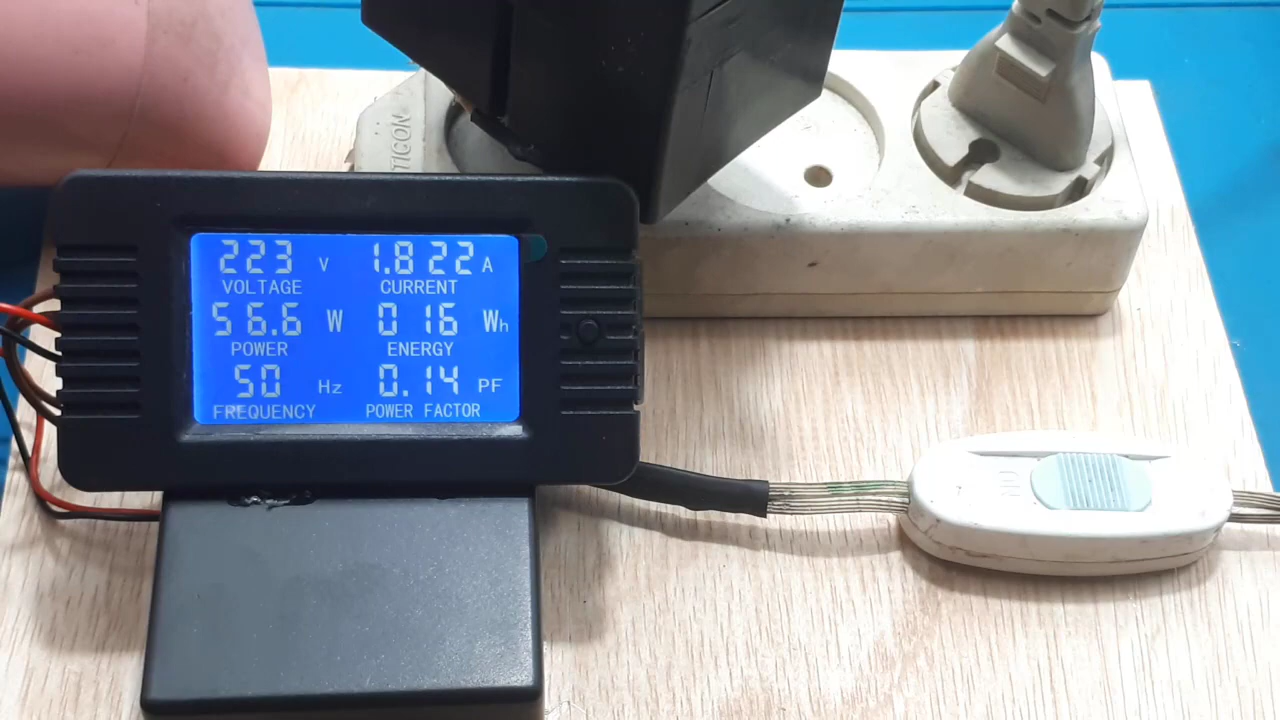 TICON
223 V 1.822 A
VOLTAGE CURRENT
56.6 W 016 Wh
POWER ENERGY
50 Hz 0.14 PF
FREQUENCY POWER FACTOR
ON